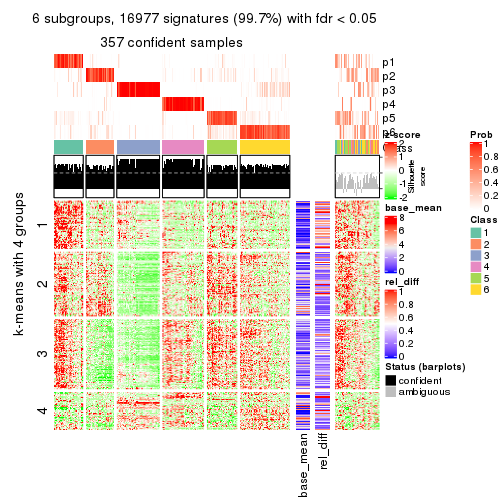 6 subgroups, 16977 signatures (99.7%) with fdr < 0.05
357 confident samples
p1
p2
p3
p4
p5
p6
Class
Silhouette
score
k-means with 4 groups
1
2
3
4
base_mean
rel_diff
z-score
2
1
0
-1
-2
base_mean
8
6
4
2
0
rel_diff
1
0.8
0.6
0.4
0.2
0
Status (barplots)
confident
ambiguous
Prob
1
0.8
0.6
0.4
0.2
0
Class
1
2
3
4
5
6